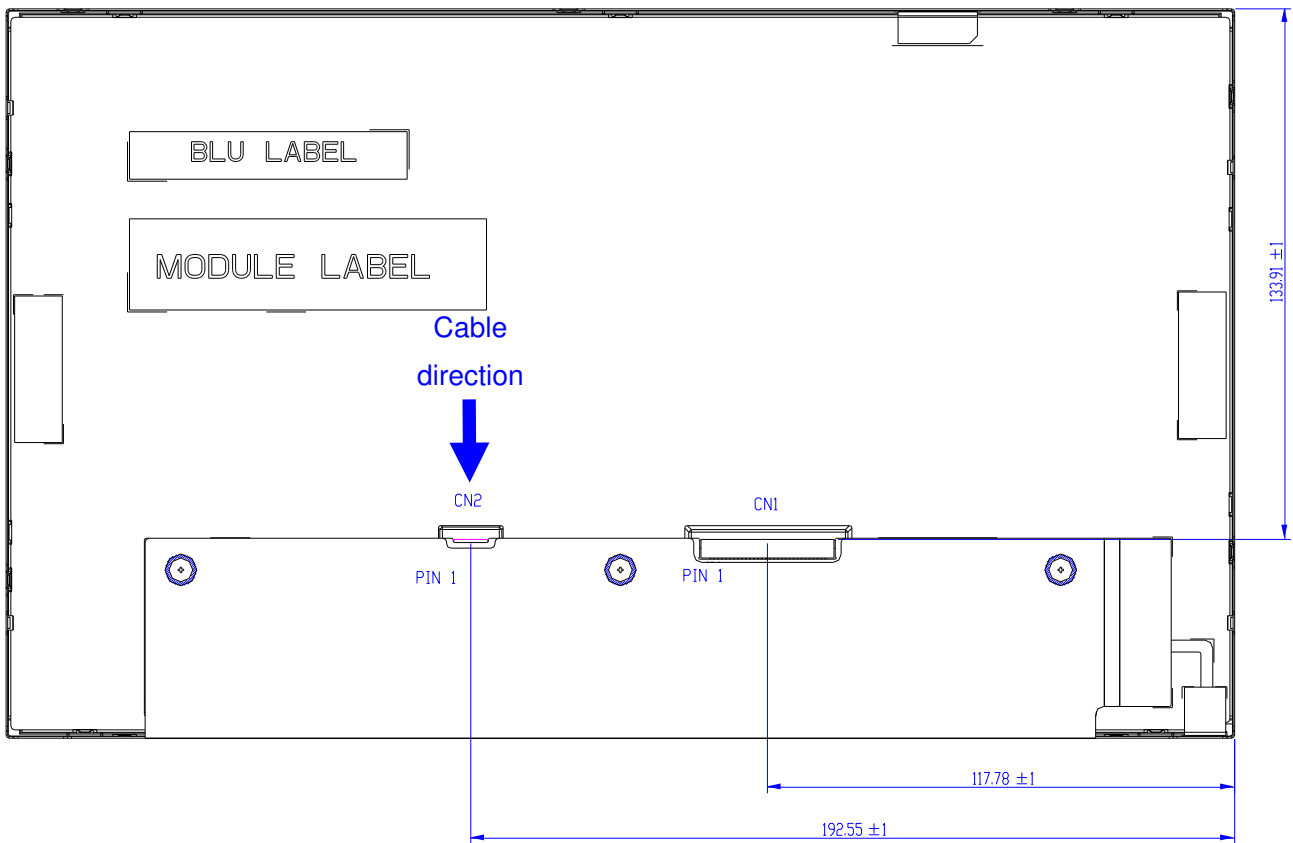 BLU LABEL
MODULE LABEL
133.91 ±1
Cable
direction
CN2
CN1
PIN 1
PIN 1
117.78 ±1
192.55 ±1